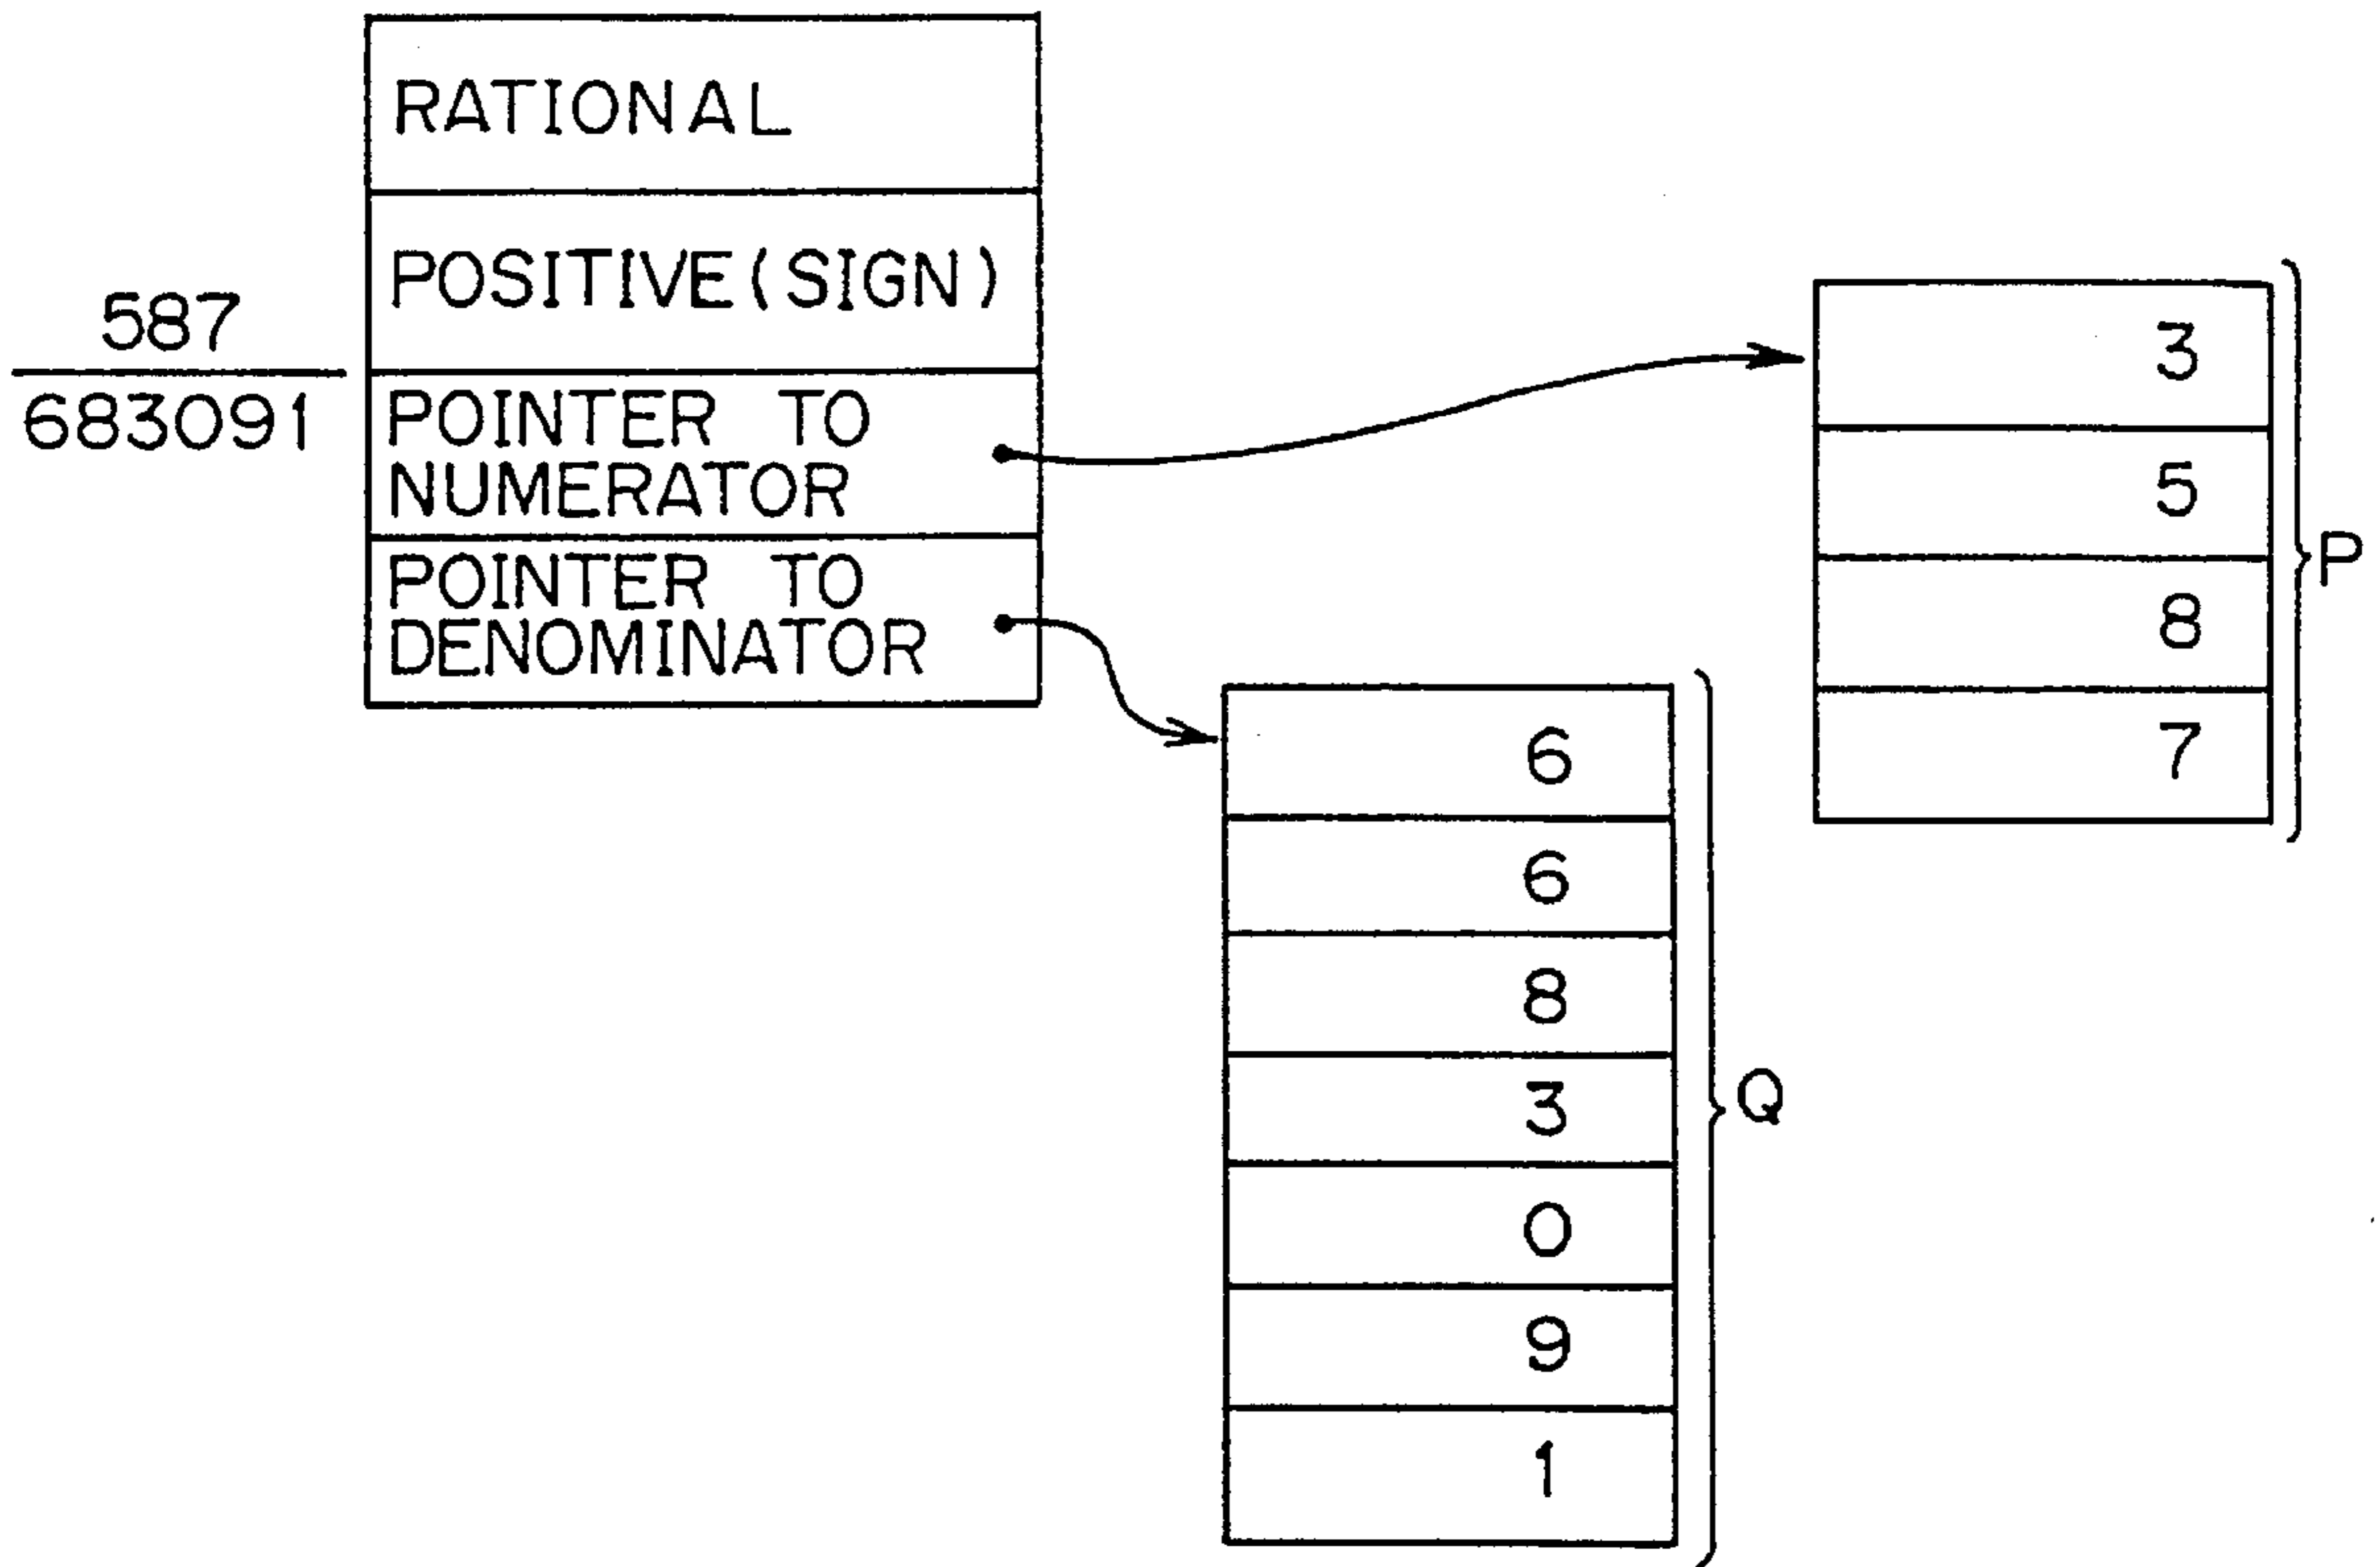 587
683091
RATIONAL
POSITIVE(SIGN)
POINTER TO
NUMERATOR
POINTER TO
DENOMINATOR
3
5
8
7
P
6
6
8
3
0
9
1
Q